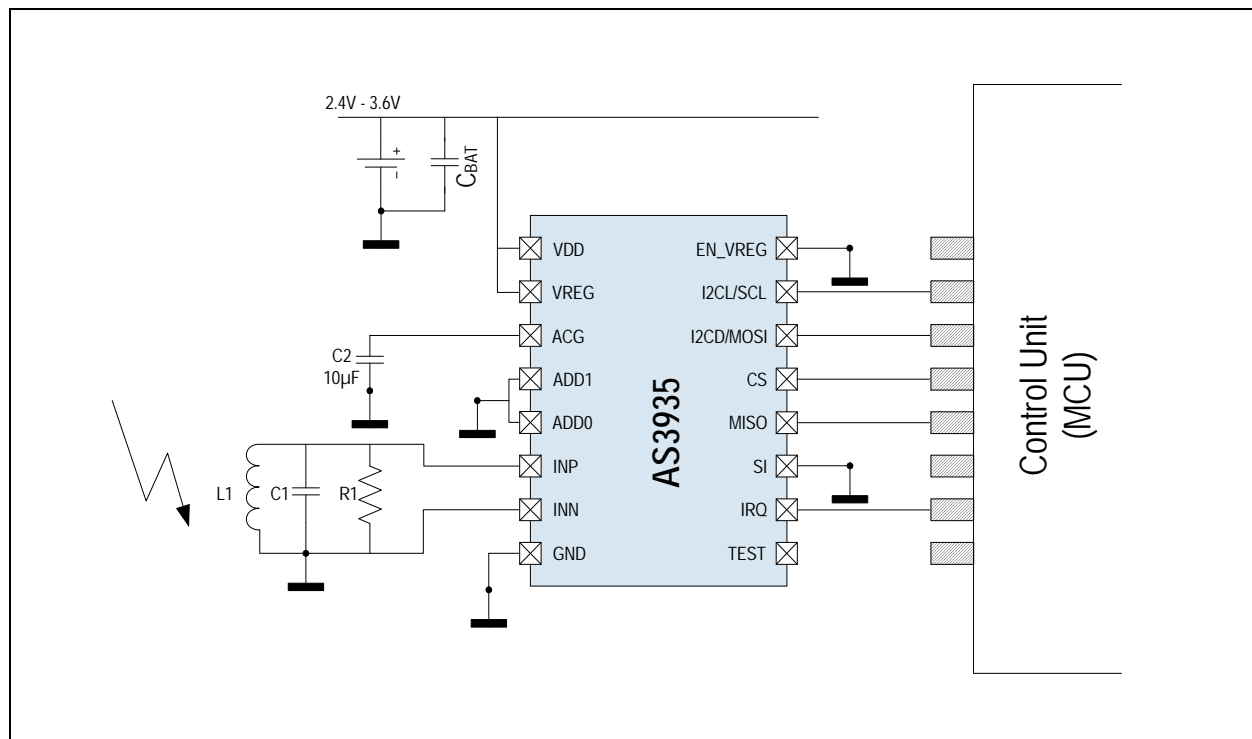 2.4V - 3.6V
+
–
CBAT
VDD
VREG
ACG
ADD1
ADD0
INP
INN
GND
AS3935
EN_VREG
I2CL/SCL
I2CD/MOSI
CS
MISO
SI
IRQ
TEST
C2
10µF
L1
C1
R1
Control Unit
(MCU)